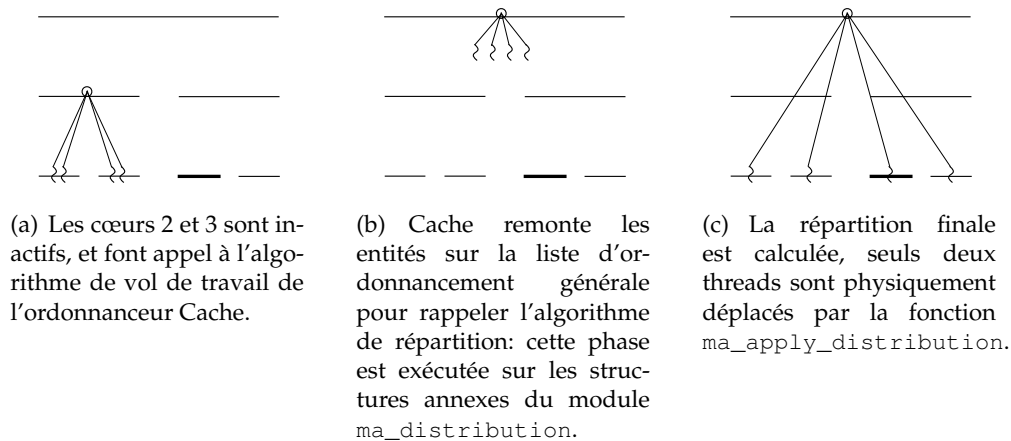 (a) Les cœurs 2 et 3 sont in-
actifs, et font appel à l'algo-
rithme de vol de travail de
l'ordonnanceur Cache.
(b) Cache remonte les
entités sur la liste d'or-
donnancement générale
pour rappeler l'algorithme
de répartition: cette phase
est exécutée sur les struc-
tures annexes du module
ma_distribution.
(c) La répartition finale
est calculée, seuls deux
threads sont physiquement
déplacés par la fonction
ma_apply_distribution.